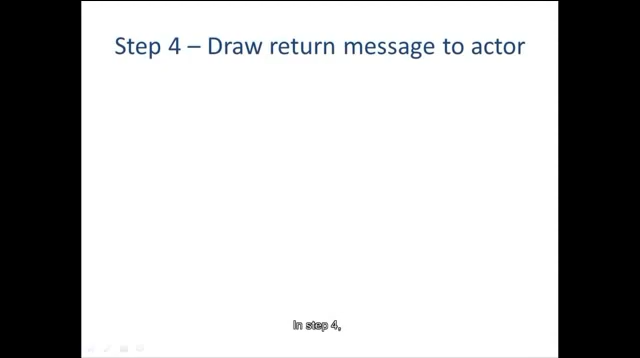 Step 4 – Draw return message to actor
In step 4,